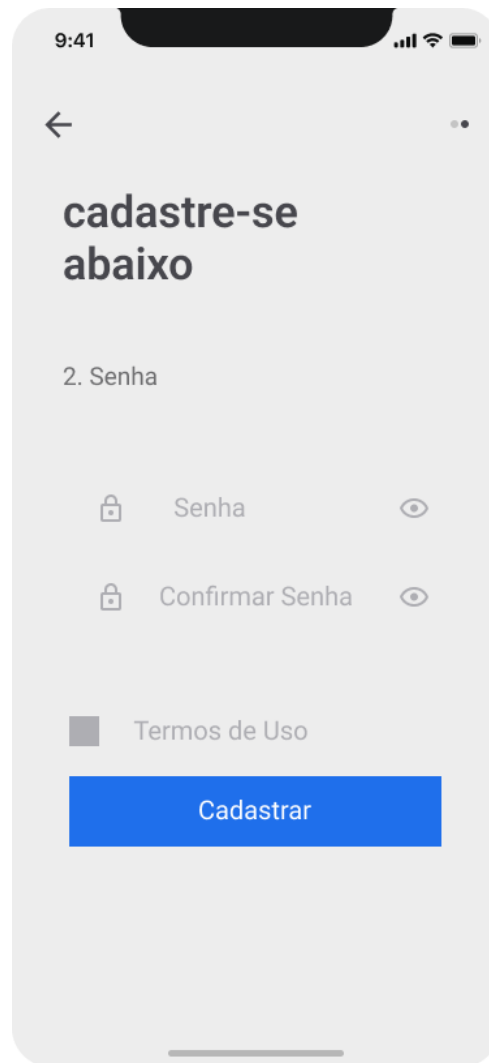 9:41
cadastre-se
abaixo
2. Senha
Senha
Confirmar Senha
Termos de Uso
Cadastrar